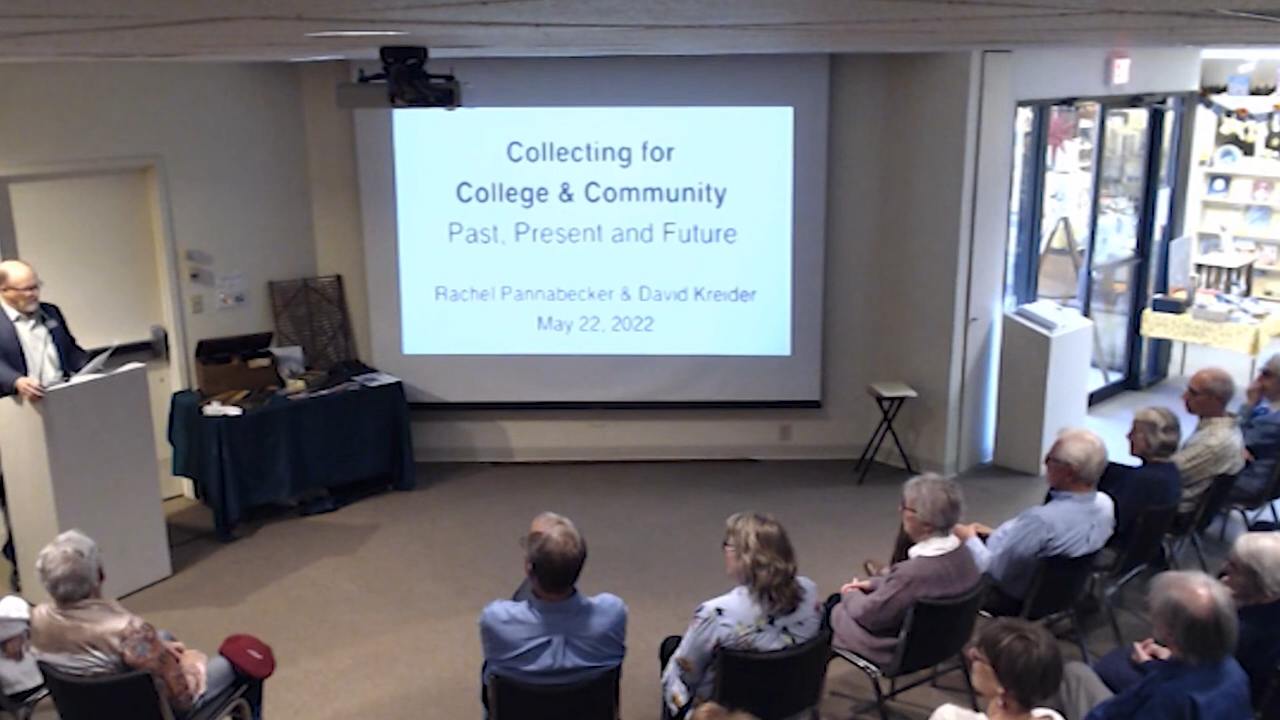 Collecting for
College & Community
Past, Present and Future
Rachel Pannabecker & David Kreider
May 22, 2022